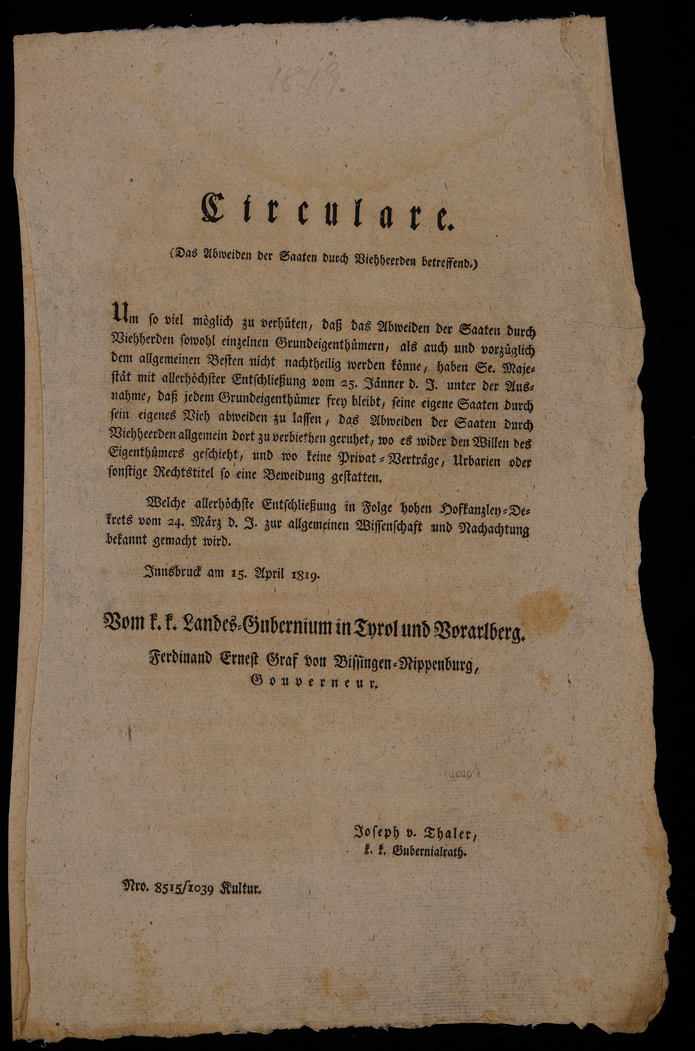 1819.
Circulare.
(Das Abweiden der Saaten durch Viehheerden betreffend.)
Um so viel möglich zu verhüten, daß das Abweiden der Saaten durch
Viehherden sowohl einzelnen Grundeigenthümern, als auch und vorzüglich
dem allgemeinen Besten nicht nachtheilig werden könne, haben Se. Maje-
stät mit allerhöchster Entschließung vom 25. Jänner d. J. unter der Aus-
nahme, daß jedem Grundeigenthümer frey bleibt, seine eigene Saaten durch
sein eigenes Vieh abweiden zu lassen, das Abweiden der Saaten durch
Viehheerden allgemein dort zu verbiethen geruhet, wo es wider den Willen des
Eigenthümers geschieht, und wo keine Privat-Verträge, Urbarien oder
sonstige Rechtstitel so eine Beweidung gestatten.
Welche allerhöchste Entschließung in Folge hohen Hofkanzley-De-
krets vom 24. März d. J. zur allgemeinen Wissenschaft und Nachachtung
bekannt gemacht wird.
Innsbruck am 15. April 1819.
Vom k. k. Landes-Gubernium in Tyrol und Vorarlberg.
Ferdinand Ernest Graf von Bissingen-Nippenburg,
Gouverneur.
Joseph v. Thaler,
k. k. Gubernialrath.
Nro. 8515/1039 Kultur.